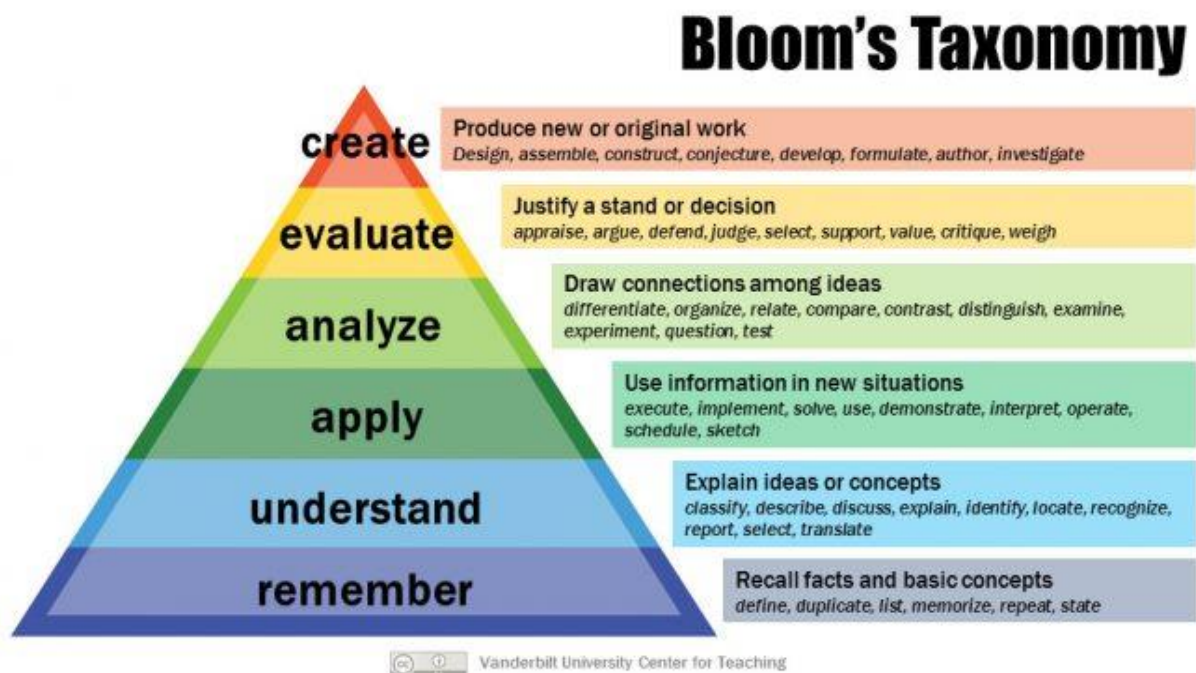 Bloom's Taxonomy
create
Produce new or original work
Design, assemble, construct, conjecture, develop, formulate, author, investigate
evaluate
Justify a stand or decision
appraise, argue, defend, judge, select, support, value, critique, weigh
analyze
Draw connections among ideas
differentiate, organize, relate, compare, contrast, distinguish, examine,
experiment, question, test
apply
Use information in new situations
execute, implement, solve, use, demonstrate, interpret, operate,
schedule, sketch
understand
Explain ideas or concepts
classify, describe, discuss, explain, identify, locate, recognize,
report, select, translate
remember
Recall facts and basic concepts
define, duplicate, list, memorize, repeat, state
cc Vanderbilt University Center for Teaching